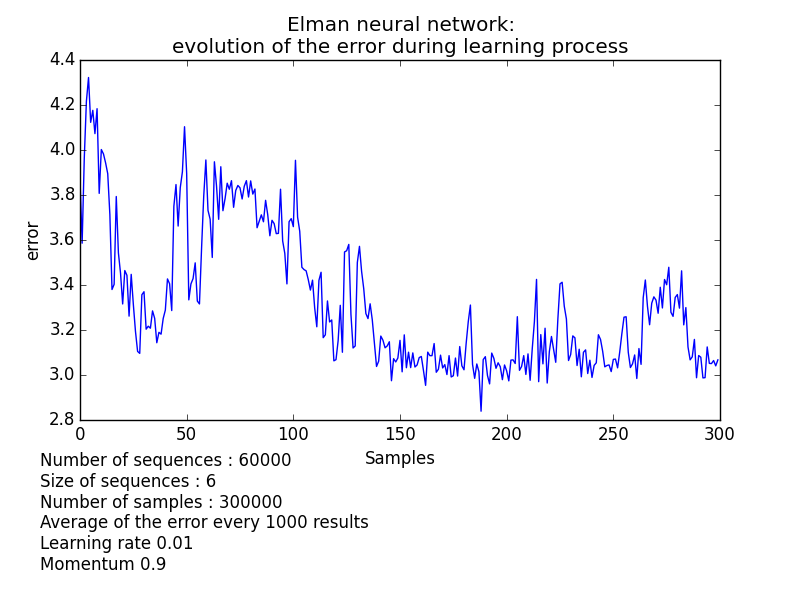 Elman neural network:
evolution of the error during learning process
4.4
4.2
4.0
3.8
3.6
3.4
3.2
3.0
2.8
error
0 50 100 150 200 250 300
Samples
Number of sequences : 60000
Size of sequences : 6
Number of samples : 300000
Average of the error every 1000 results
Learning rate 0.01
Momentum 0.9